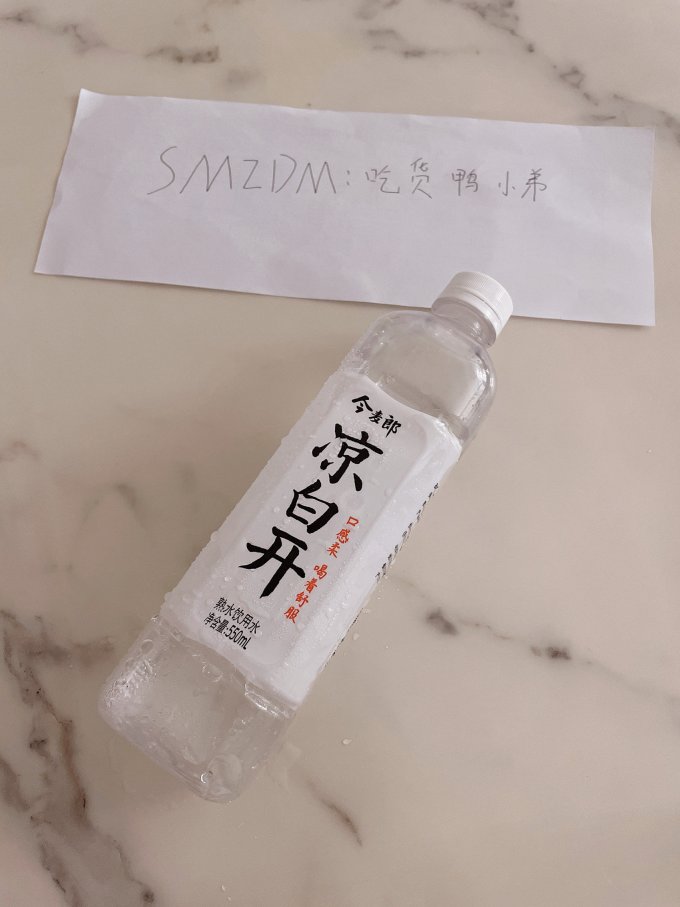 SMZDM:吃货鸭小弟
今麦郎
凉白开
口感柔 喝着舒服
熟水饮用水
净含量:550mL